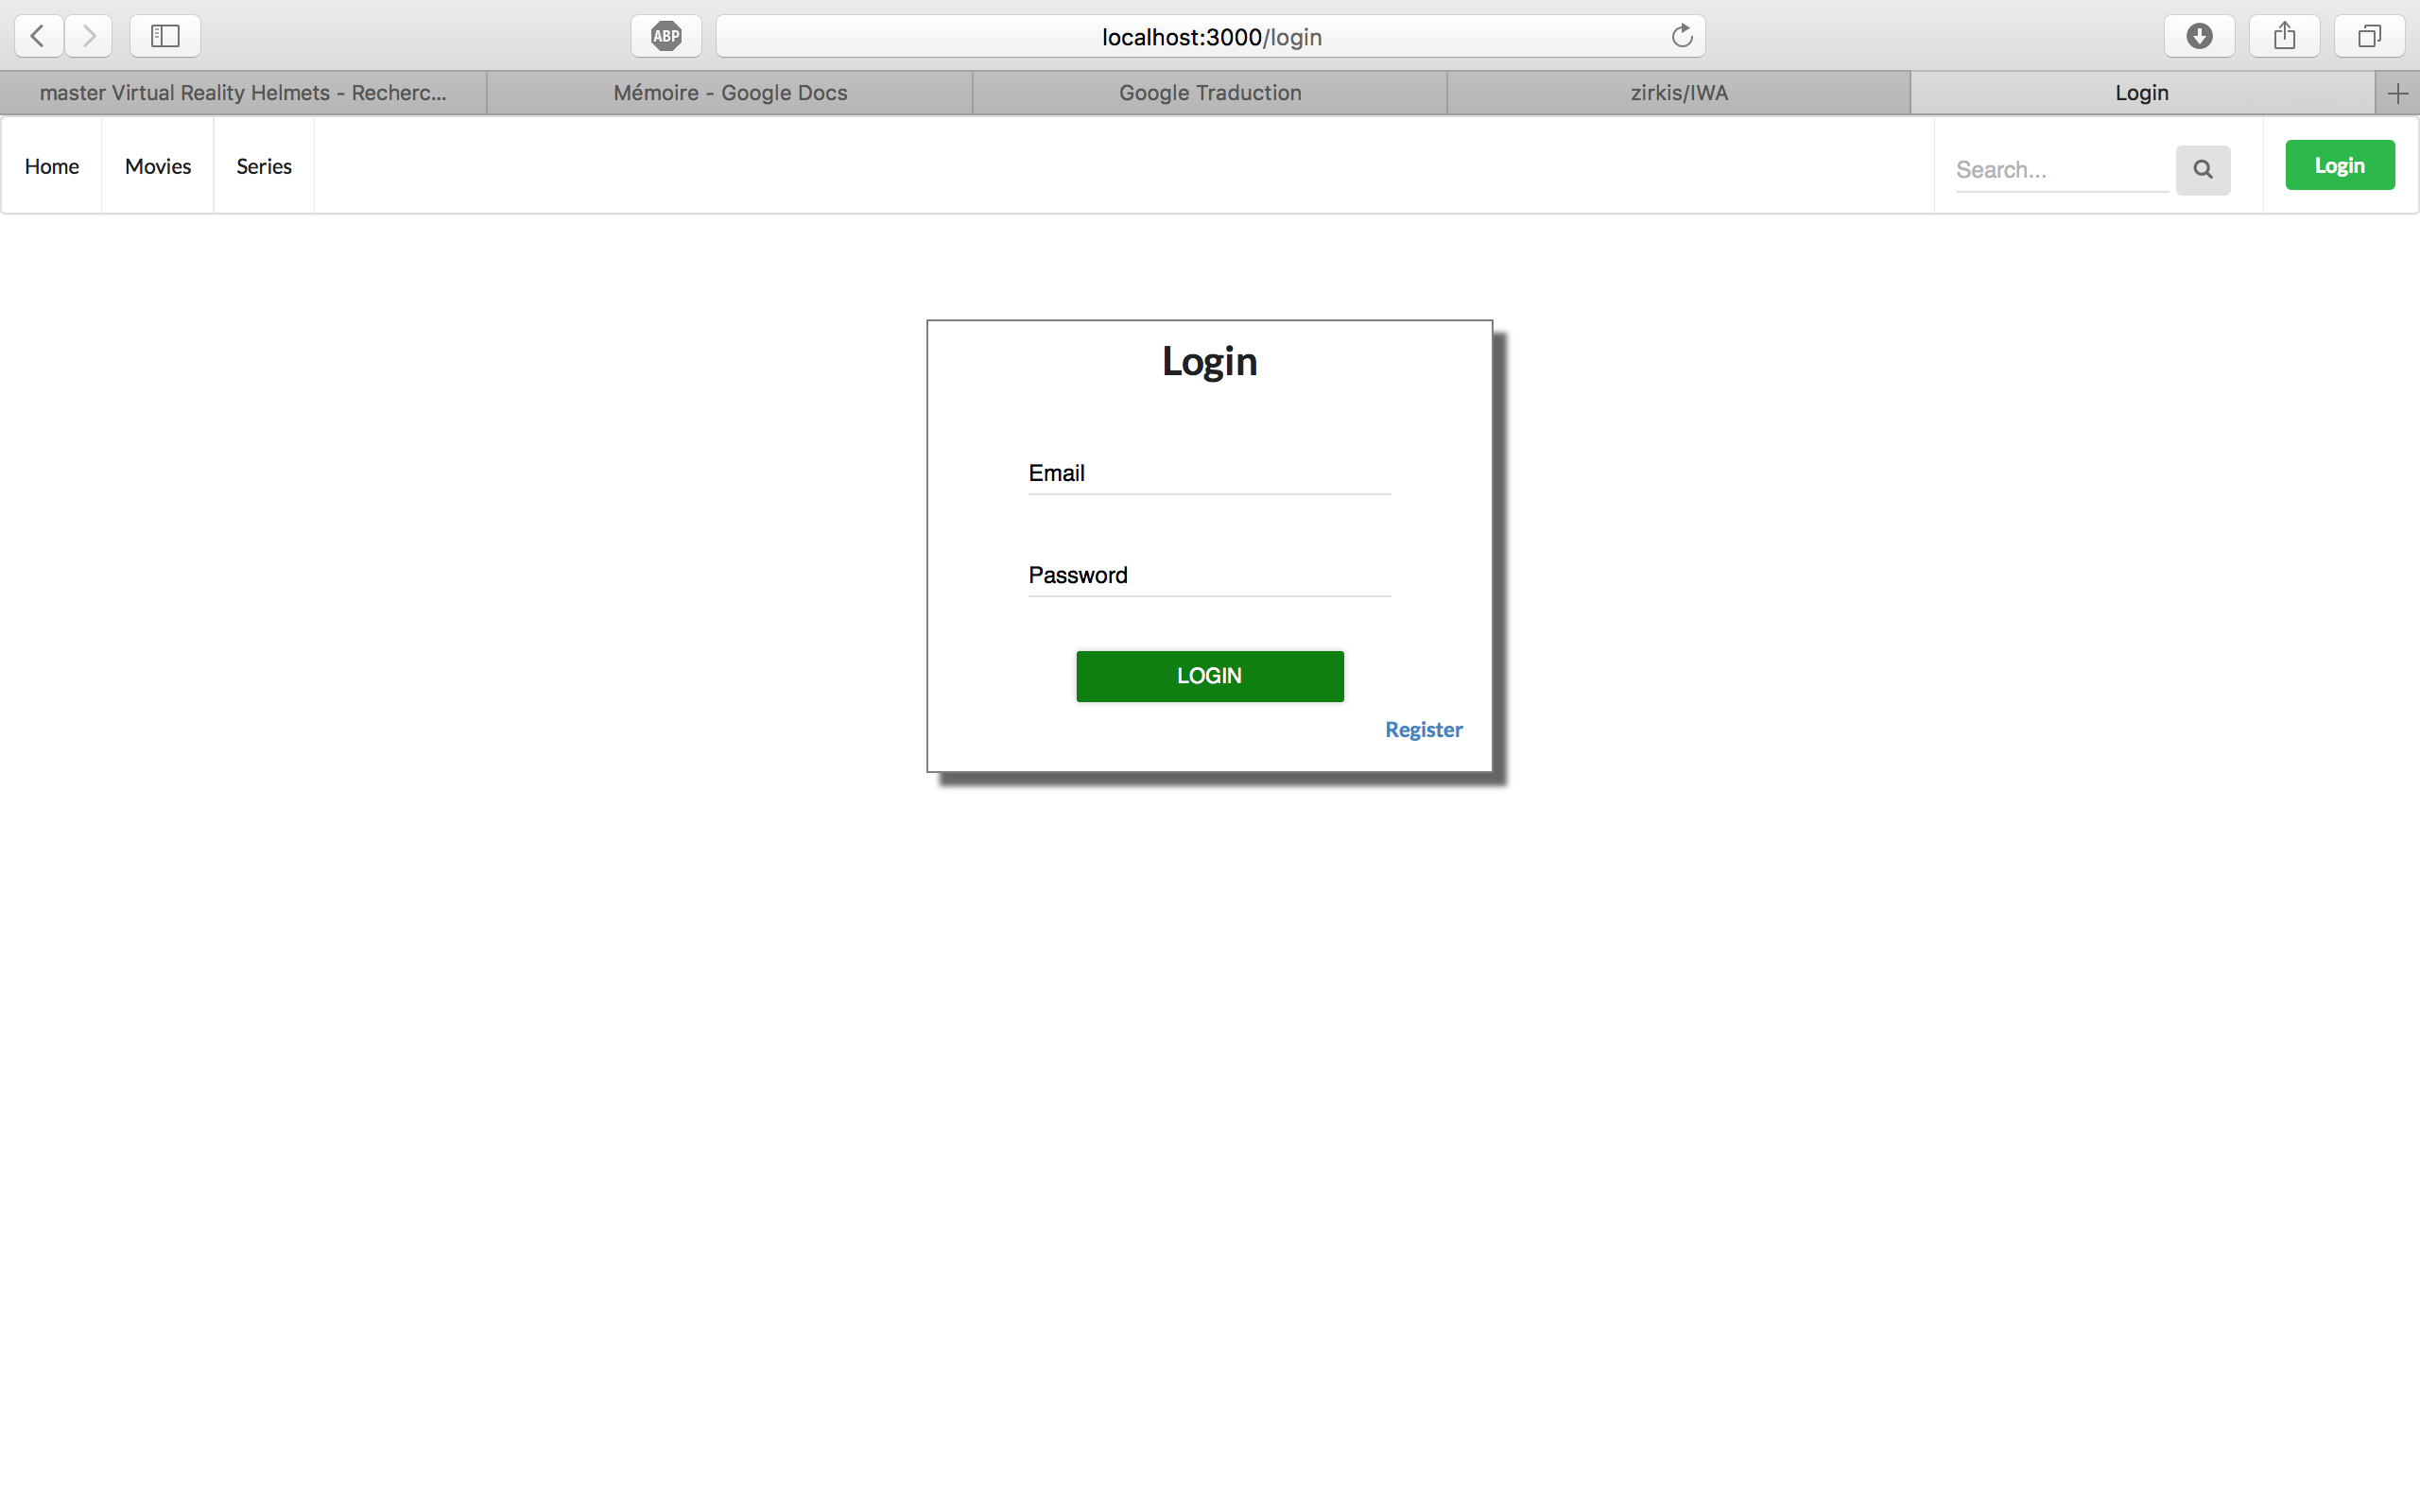 ABP
localhost:3000/login
master Virtual Reality Helmets - Recherc...
Mémoire - Google Docs
Google Traduction
zirkis/IWA
Login
Home
Movies
Series
Search...
Login
Login
Email
Password
LOGIN
Register